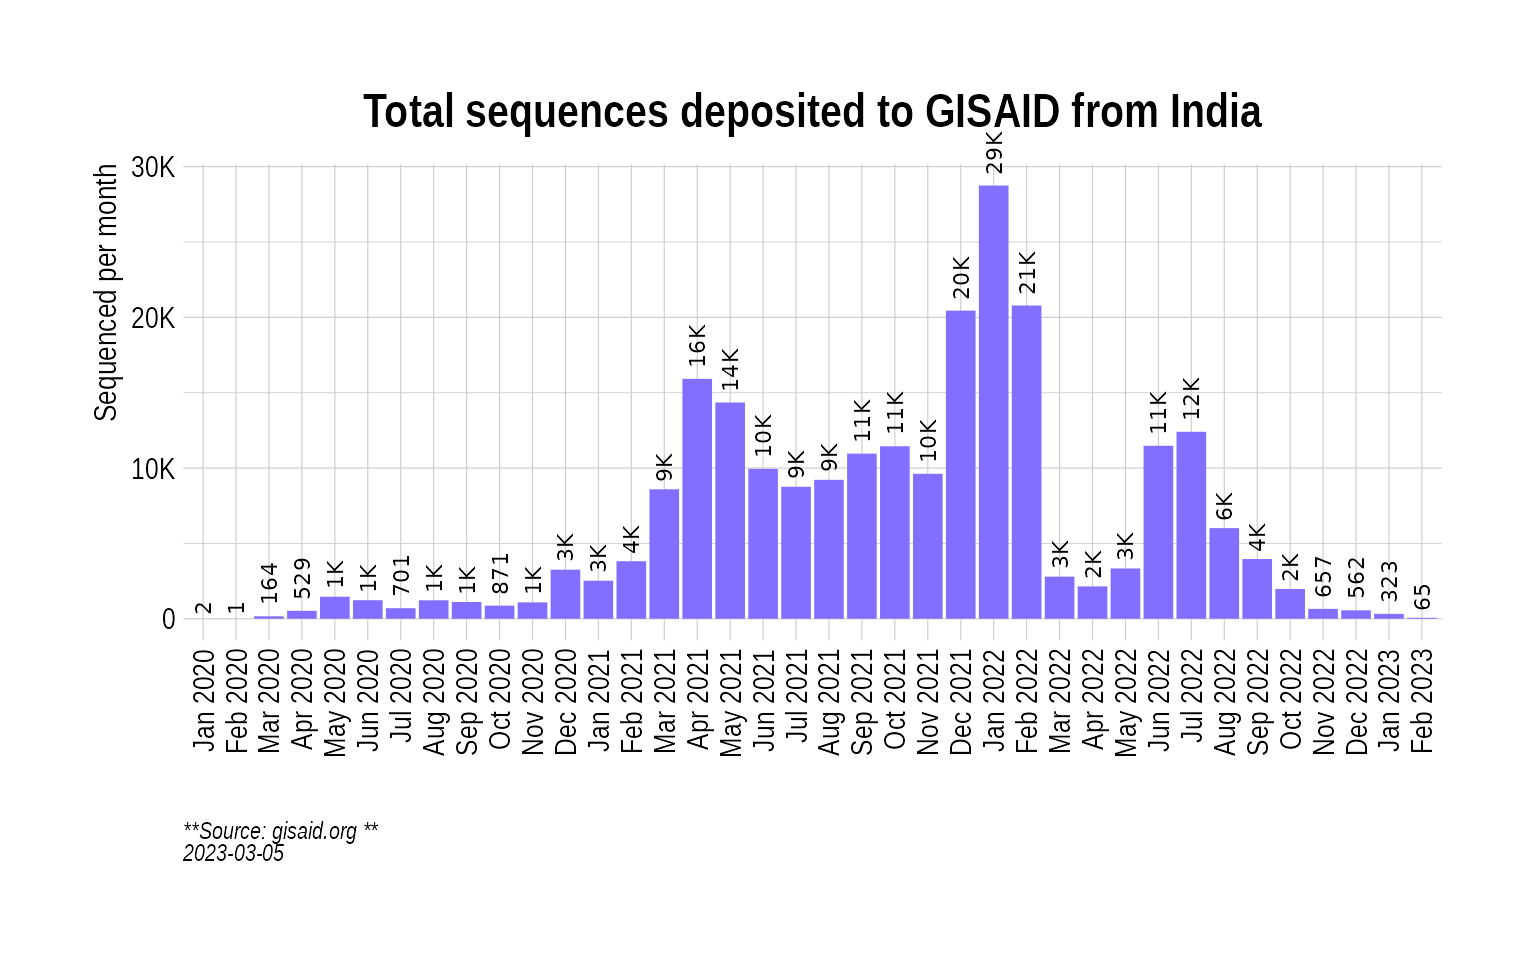 Total sequences deposited to GISAID from India
Sequenced per month
30K
20K
10K
0
2
1
164
529
1K
1K
701
1K
1K
871
1K
3K
3K
4K
9K
16K
14K
10K
9K
9K
11K
11K
10K
20K
29K
21K
3K
2K
3K
11K
12K
6K
4K
2K
657
562
323
65
Jan 2020
Feb 2020
Mar 2020
Apr 2020
May 2020
Jun 2020
Jul 2020
Aug 2020
Sep 2020
Oct 2020
Nov 2020
Dec 2020
Jan 2021
Feb 2021
Mar 2021
Apr 2021
May 2021
Jun 2021
Jul 2021
Aug 2021
Sep 2021
Oct 2021
Nov 2021
Dec 2021
Jan 2022
Feb 2022
Mar 2022
Apr 2022
May 2022
Jun 2022
Jul 2022
Aug 2022
Sep 2022
Oct 2022
Nov 2022
Dec 2022
Jan 2023
Feb 2023
**Source: gisaid.org **
2023-03-05